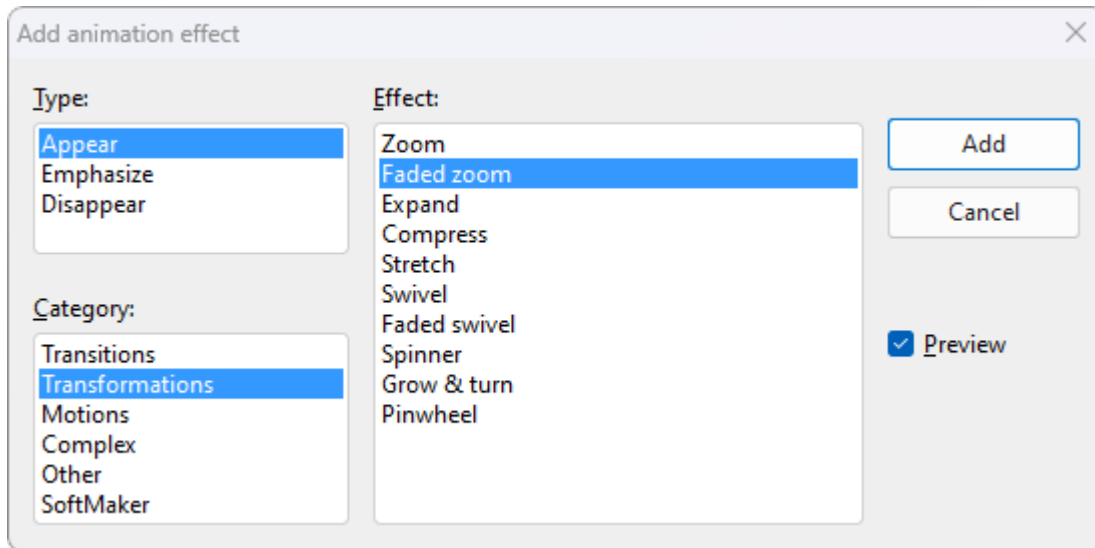 Add animation effect
Type:
Appear
Emphasize
Disappear
Category:
Transitions
Transformations
Motions
Complex
Other
SoftMaker
Effect:
Zoom
Faded zoom
Expand
Compress
Stretch
Swivel
Faded swivel
Spinner
Grow & turn
Pinwheel
Add
Cancel
Preview